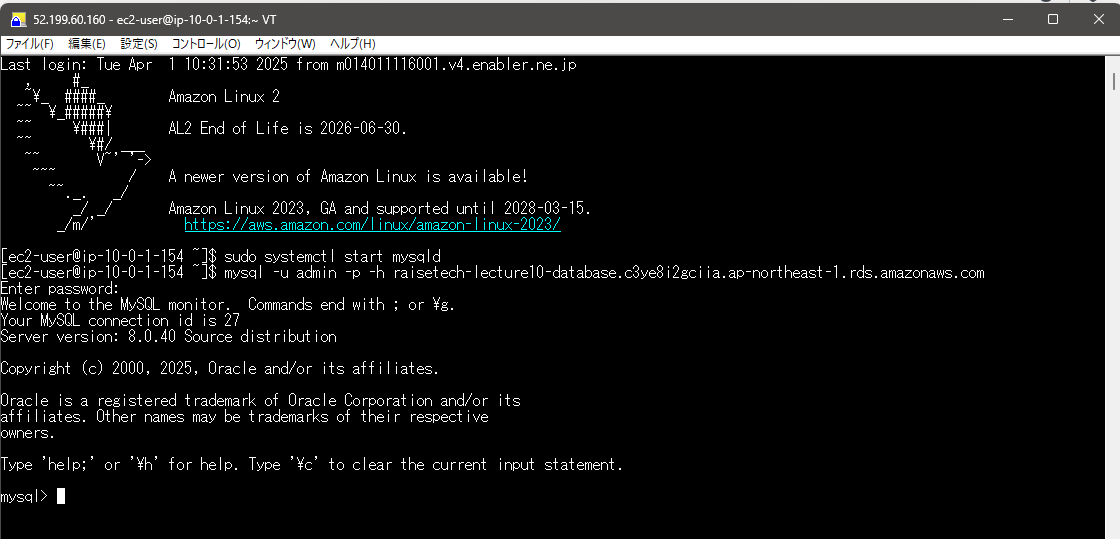 52.199.60.160 - ec2-user@ip-10-0-1-154:~ VT
ファイル(F) 編集(E) 設定(S) コントロール(O) ウィンドウ(W) ヘルプ(H)
Last login: Tue Apr  1 10:31:53 2025 from m014011116001.v4.enabler.ne.jp
   ,     #_
   ~¥_  ####_        Amazon Linux 2
  ~~  ¥_#####¥
  ~~     ¥###|       AL2 End of Life is 2026-06-30.
  ~~       ¥#/ ___
   ~~       V~' '->
    ~~~         /    A newer version of Amazon Linux is available!
      ~~._.   _/
         _/ _/       Amazon Linux 2023, GA and supported until 2028-03-15.
       _/m/'           https://aws.amazon.com/linux/amazon-linux-2023/
[ec2-user@ip-10-0-1-154 ~]$ sudo systemctl start mysqld
[ec2-user@ip-10-0-1-154 ~]$ mysql -u admin -p -h raisetech-lecture10-database.c3ye8i2gciia.ap-northeast-1.rds.amazonaws.com
Enter password:
Welcome to the MySQL monitor.  Commands end with ; or ¥g.
Your MySQL connection id is 27
Server version: 8.0.40 Source distribution
Copyright (c) 2000, 2025, Oracle and/or its affiliates.
Oracle is a registered trademark of Oracle Corporation and/or its
affiliates. Other names may be trademarks of their respective
owners.
Type 'help;' or '¥h' for help. Type '¥c' to clear the current input statement.
mysql>